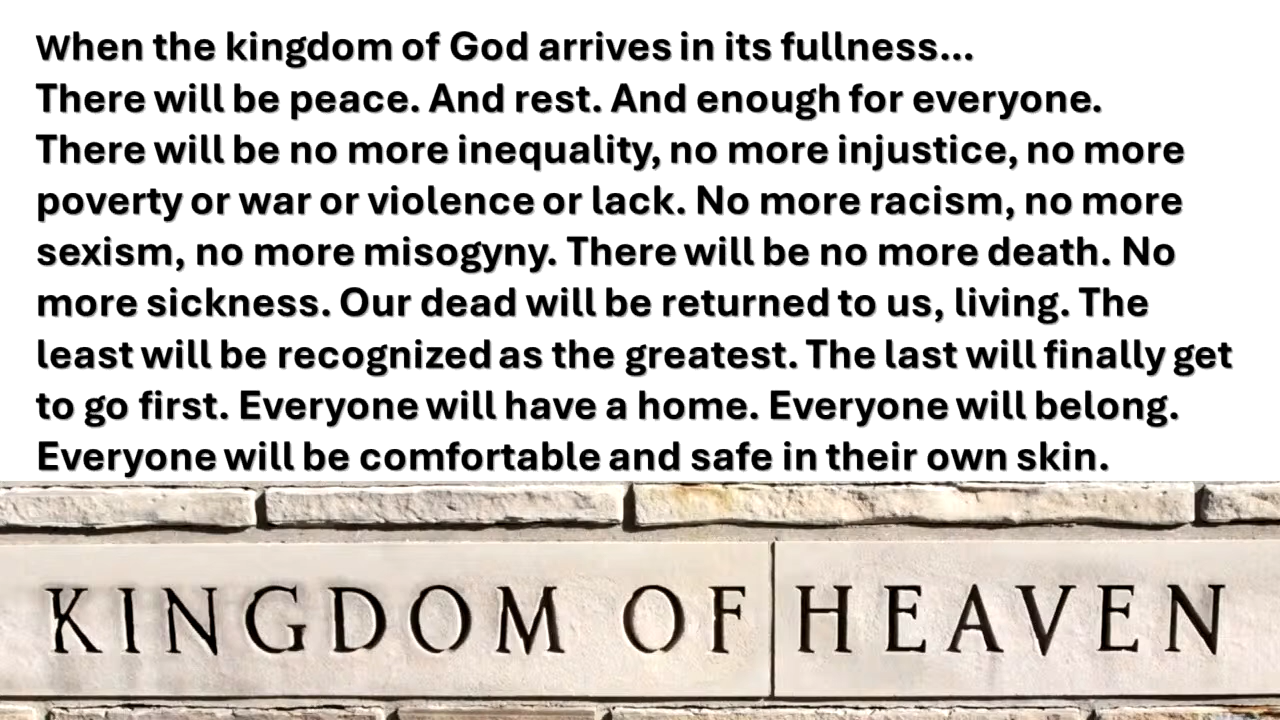 When the kingdom of God arrives in its fullness...
There will be peace. And rest. And enough for everyone.
There will be no more inequality, no more injustice, no more
poverty or war or violence or lack. No more racism, no more
sexism, no more misogyny. There will be no more death. No
more sickness. Our dead will be returned to us, living. The
least will be recognized as the greatest. The last will finally get
to go first. Everyone will have a home. Everyone will belong.
Everyone will be comfortable and safe in their own skin.
KINGDOM OF HEAVEN